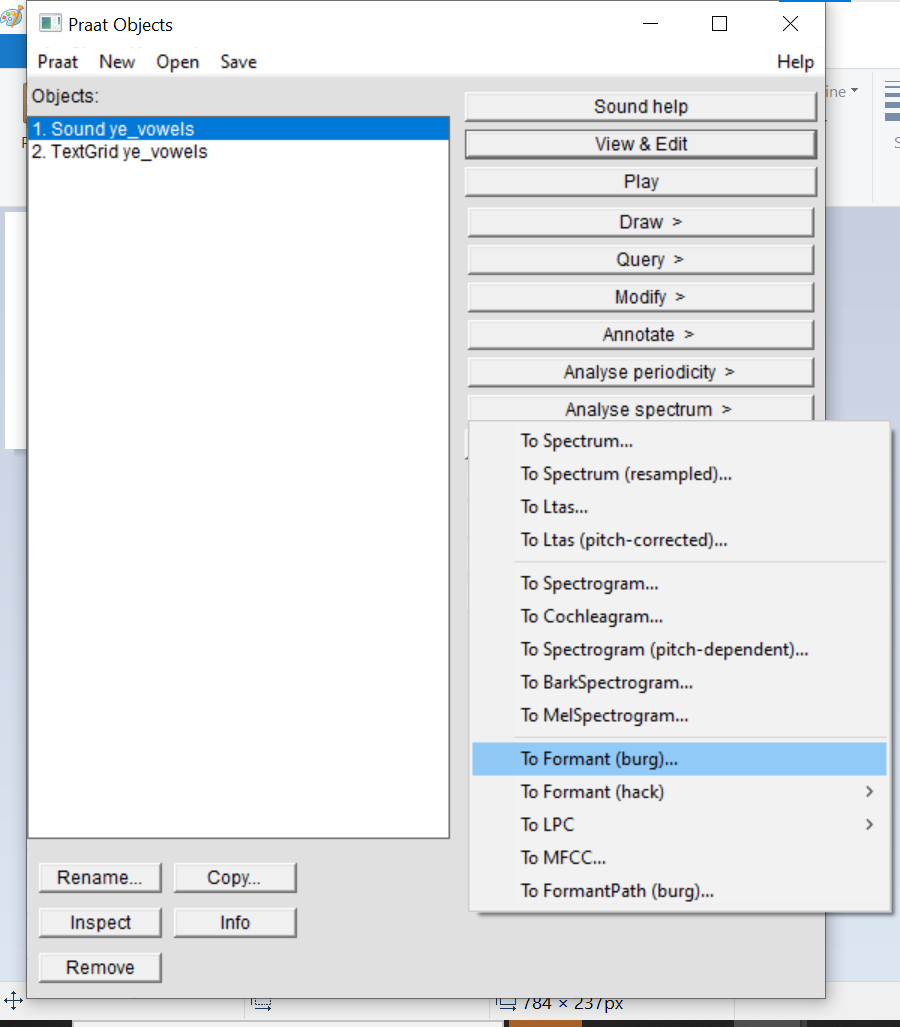 Praat Objects
Praat New Open Save Help
Objects:
1. Sound ye_vowels
2. TextGrid ye_vowels
Sound help
View & Edit
Play
Draw >
Query >
Modify >
Annotate >
Analyse periodicity >
Analyse spectrum >
To Spectrum...
To Spectrum (resampled)...
To Ltas...
To Ltas (pitch-corrected)...
To Spectrogram...
To Cochleagram...
To Spectrogram (pitch-dependent)...
To BarkSpectrogram...
To MelSpectrogram...
To Formant (burg)...
To Formant (hack) >
To LPC >
To MFCC...
To FormantPath (burg)...
Rename... Copy...
Inspect Info
Remove
784 × 237px